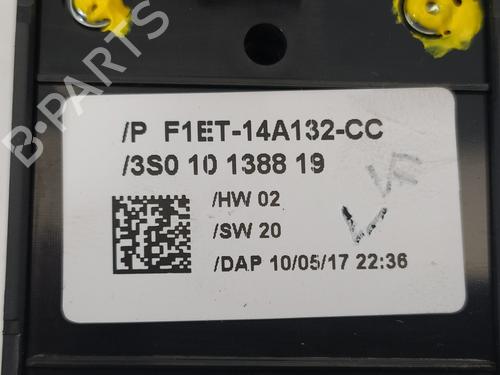 B-PARTS
/P F1ET-14A132-CC
/3S0 10 1388 19
/HW 02
/SW 20
/DAP 10/05/17 22:36